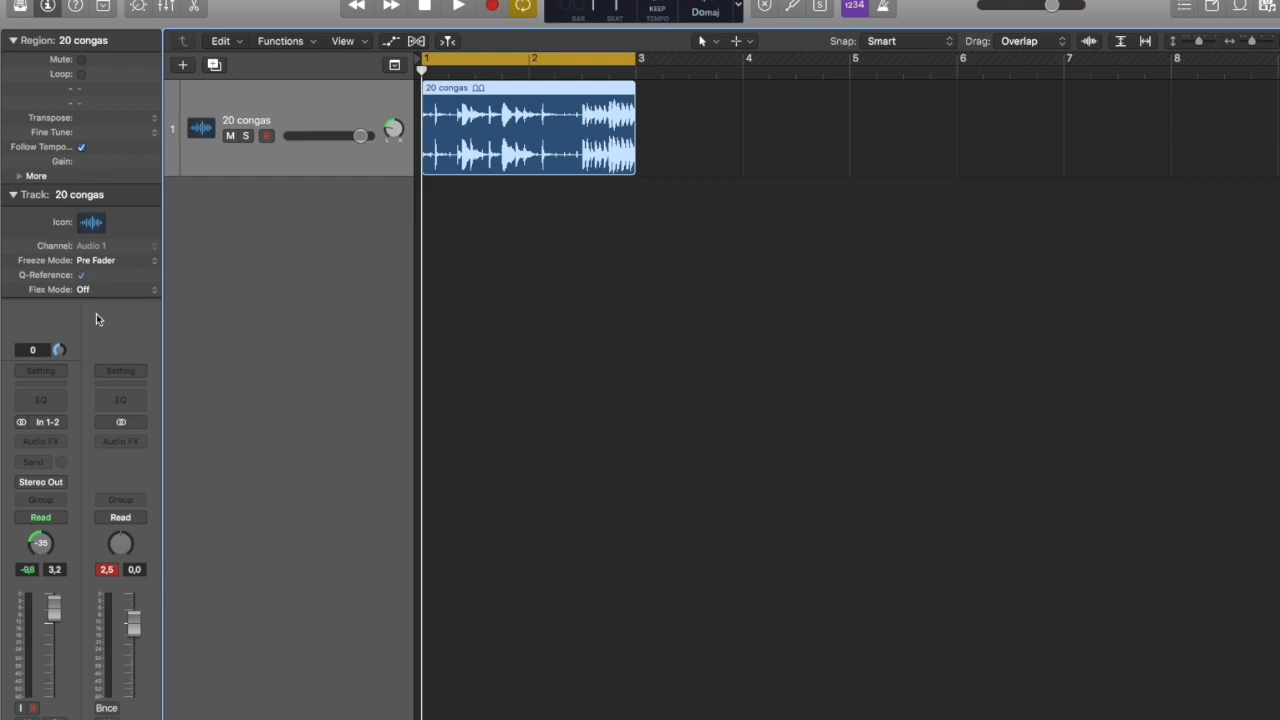 1234
BAR BEAT KEEP TEMPO Domaj
Region: 20 congas
Mute:
Loop:
Transpose:
Fine Tune:
Follow Tempo...
Gain:
More
Track: 20 congas
Icon:
Channel: Audio 1
Freeze Mode: Pre Fader
Q-Reference:
Flex Mode: Off
0
Setting Setting
EQ EQ
In 1-2
Audio FX Audio FX
Send
Stereo Out
Group Group
Read Read
-35
-9,8 3,2 2,5 0,0
I R Bnce
Edit Functions View Snap: Smart Drag: Overlap
1 2 3 4 5 6 7 8
1
20 congas
M S R
L R
20 congas